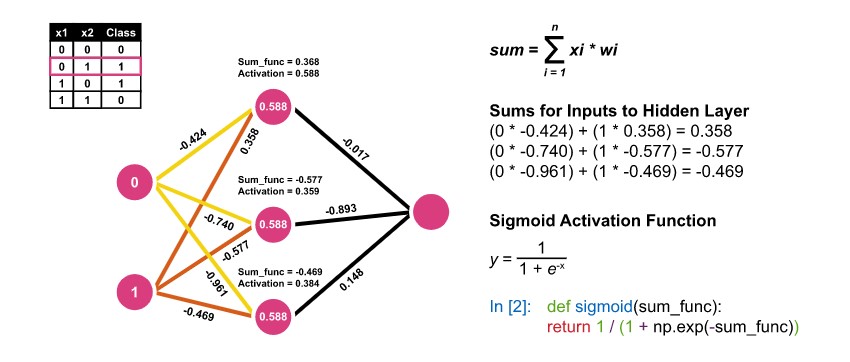 x1 x2 Class
0 0 0
0 1 1
1 0 1
1 1 0
Sum_func = 0.368
Activation = 0.588
0.588
-0.424
0.358
-0.017
0
Sum_func = -0.577
Activation = 0.359
0.588
-0.740
-0.577
-0.893
-0.961
Sum_func = -0.469
Activation = 0.384
0.588
1
-0.469
0.148
n
sum = ∑ xi * wi
i = 1
Sums for Inputs to Hidden Layer
(0 * -0.424) + (1 * 0.358) = 0.358
(0 * -0.740) + (1 * -0.577) = -0.577
(0 * -0.961) + (1 * -0.469) = -0.469
Sigmoid Activation Function
1
y =
1 + e-x
In [2]: def sigmoid(sum_func):
return 1 / (1 + np.exp(-sum_func))